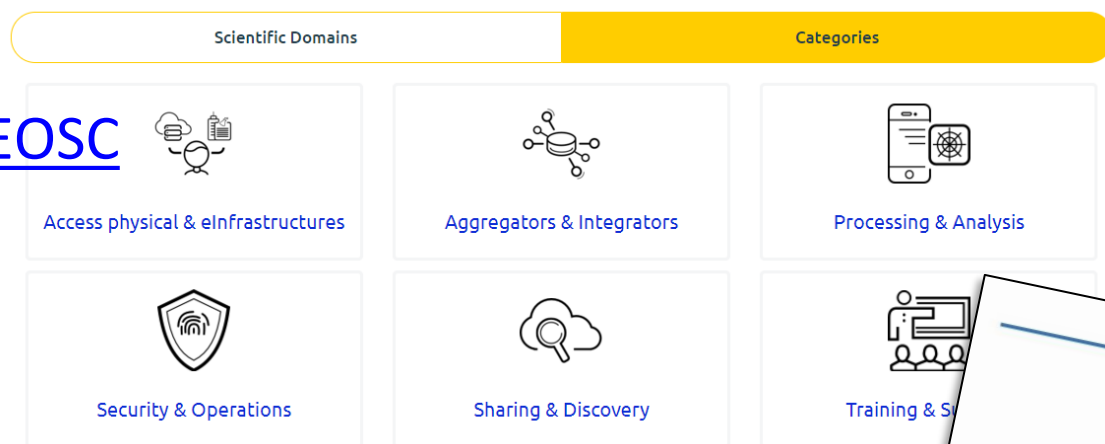 Scientific Domains
Categories
EOSC
Access physical & eInfrastructures
Aggregators & Integrators
Processing & Analysis
Security & Operations
Sharing & Discovery
Training &